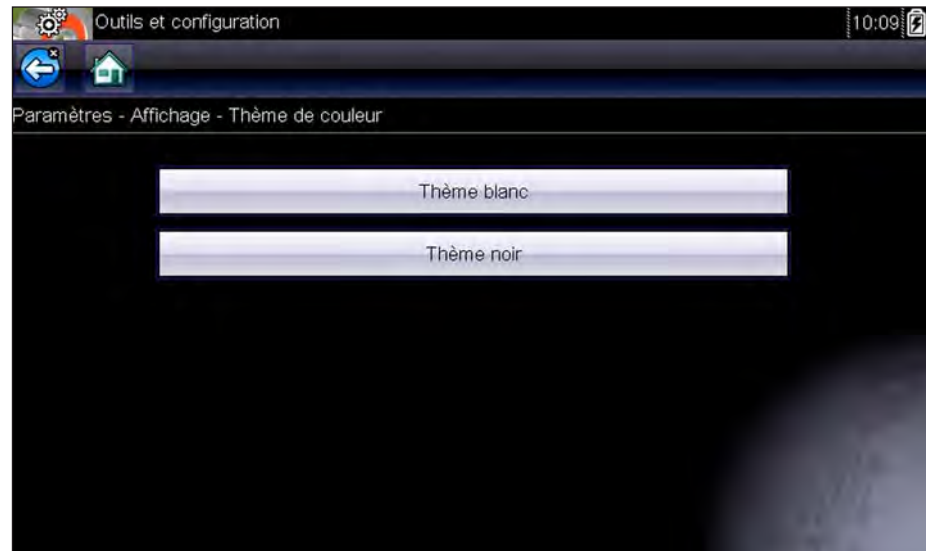 Outils et configuration
10:09
Paramètres - Affichage - Thème de couleur
Thème blanc
Thème noir